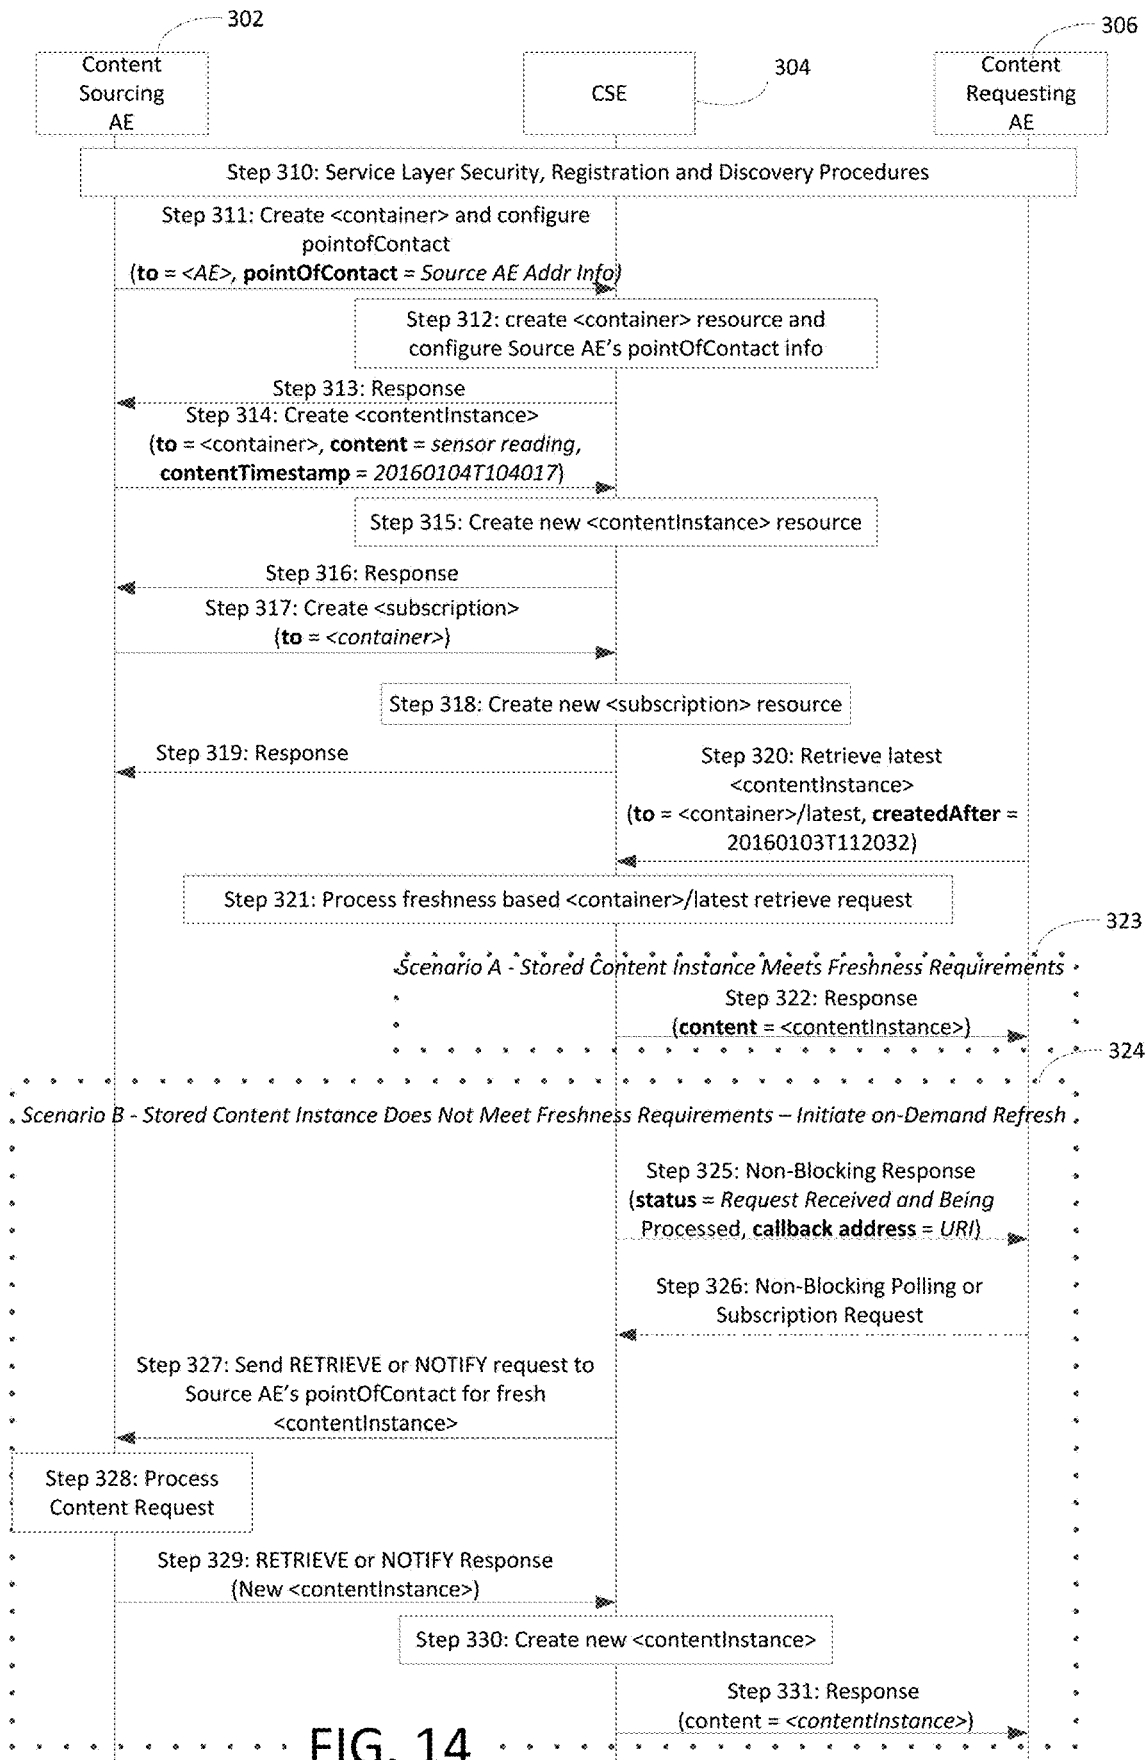 302
306
304
Content
Sourcing
AE
CSE
Content
Requesting
AE
Step 310: Service Layer Security, Registration and Discovery Procedures
Step 311: Create <container> and configure
pointofContact
(to = <AE>, pointOfContact = Source AE Addr Info)
Step 312: create <container> resource and
configure Source AE's pointOfContact info
Step 313: Response
Step 314: Create <contentInstance>
(to = <container>, content = sensor reading,
contentTimestamp = 20160104T104017)
Step 315: Create new <contentInstance> resource
Step 316: Response
Step 317: Create <subscription>
(to = <container>)
Step 318: Create new <subscription> resource
Step 319: Response
Step 320: Retrieve latest
<contentInstance>
(to = <container>/latest, createdAfter =
20160103T112032)
Step 321: Process freshness based <container>/latest retrieve request
323
Scenario A - Stored Content Instance Meets Freshness Requirements
Step 322: Response
(content = <contentInstance>)
324
Scenario B - Stored Content Instance Does Not Meet Freshness Requirements – Initiate on-Demand Refresh
Step 325: Non-Blocking Response
(status = Request Received and Being
Processed, callback address = URI)
Step 326: Non-Blocking Polling or
Subscription Request
Step 327: Send RETRIEVE or NOTIFY request to
Source AE's pointOfContact for fresh
<contentInstance>
Step 328: Process
Content Request
Step 329: RETRIEVE or NOTIFY Response
(New <contentInstance>)
Step 330: Create new <contentInstance>
Step 331: Response
(content = <contentInstance>)
FIG. 14